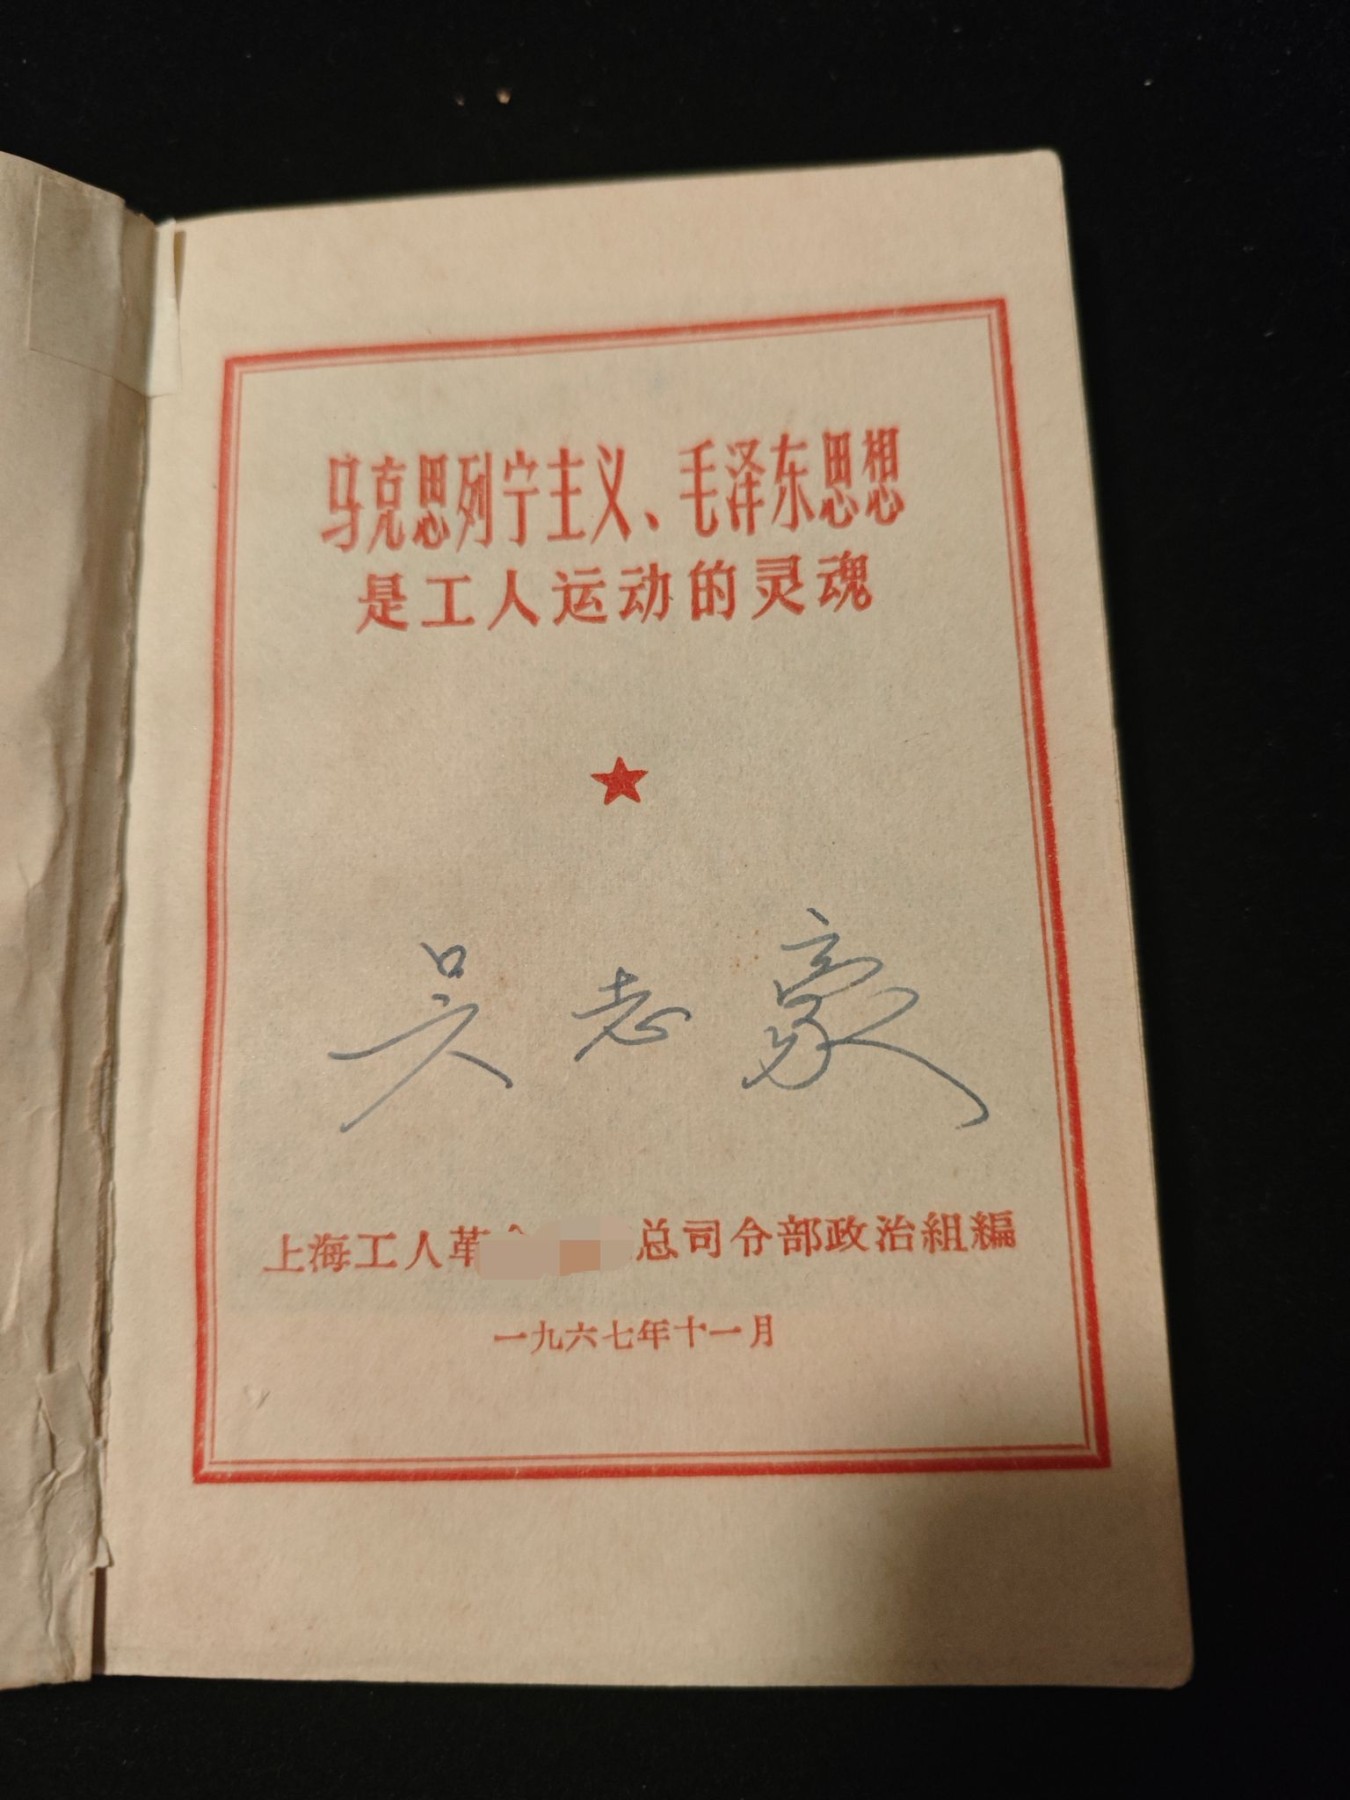 马克思列宁主义、毛泽东思想
是工人运动的灵魂
吴志豪
上海工人革 总司令部政治组编
一九六七年十一月